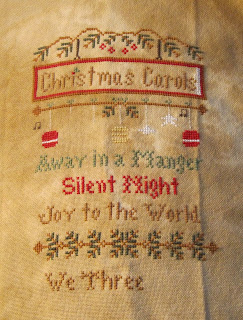 Christmas Carols
Away in a Manger
Silent Night
Joy to the World
We Three